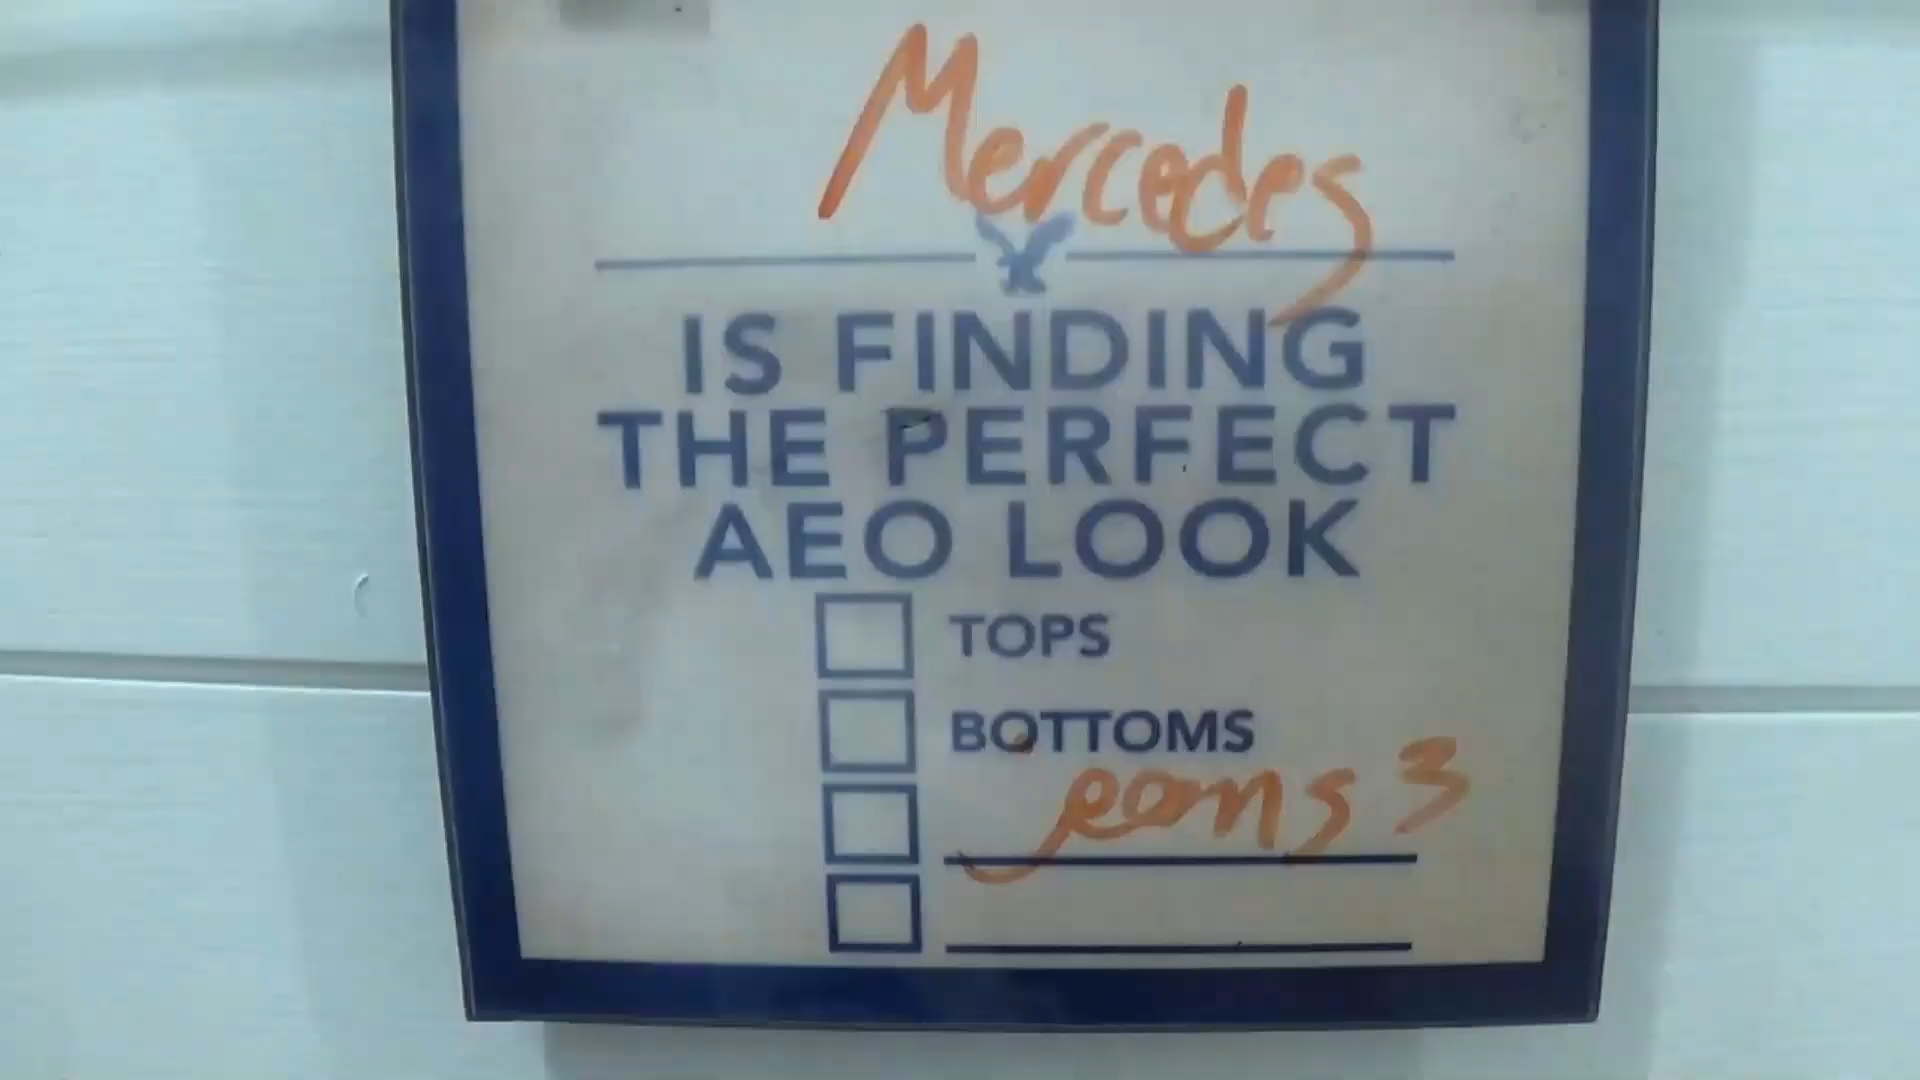 Mercedes
IS FINDING
THE PERFECT
AEO LOOK
TOPS
BOTTOMS
jeans 3